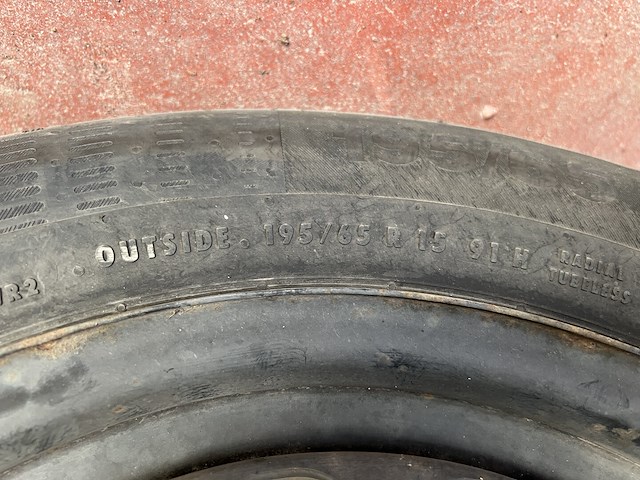 . OUTSIDE . 195/65 R 15 91 H
RADIAL
TUBELESS